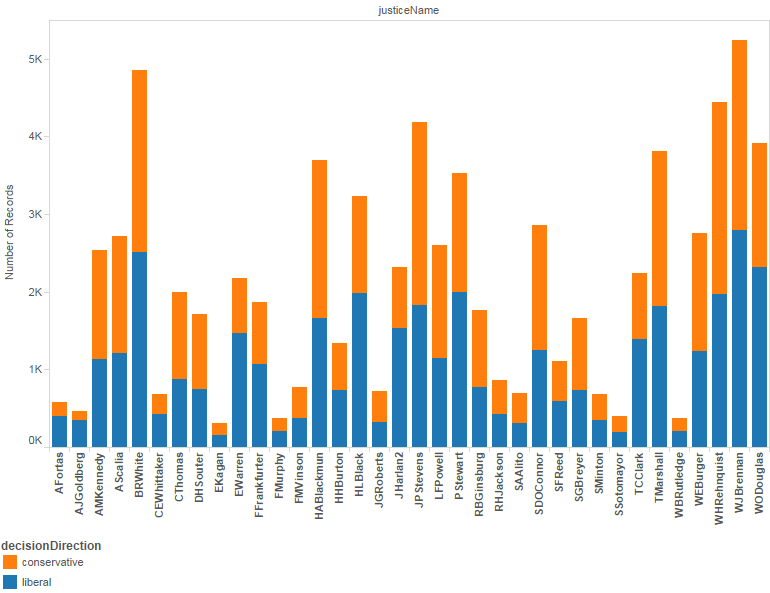 justiceName
Number of Records
5K
4K
3K
2K
1K
0K
AFortas
AJGoldberg
AMKennedy
AScalia
BRWhite
CEWhittaker
CThomas
DHSouter
EKagan
EWarren
FFrankfurter
FMurphy
FMVinson
HABlackmun
HHBurton
HLBlack
JGRoberts
JHarlan2
JPStevens
LFPowell
PStewart
RBGinsburg
RHJackson
SAAlito
SDOConnor
SFReed
SGBreyer
SMinton
SSotomayor
TCClark
TMarshall
WBRutledge
WEBurger
WHRehnquist
WJBrennan
WODouglas
decisionDirection
conservative
liberal